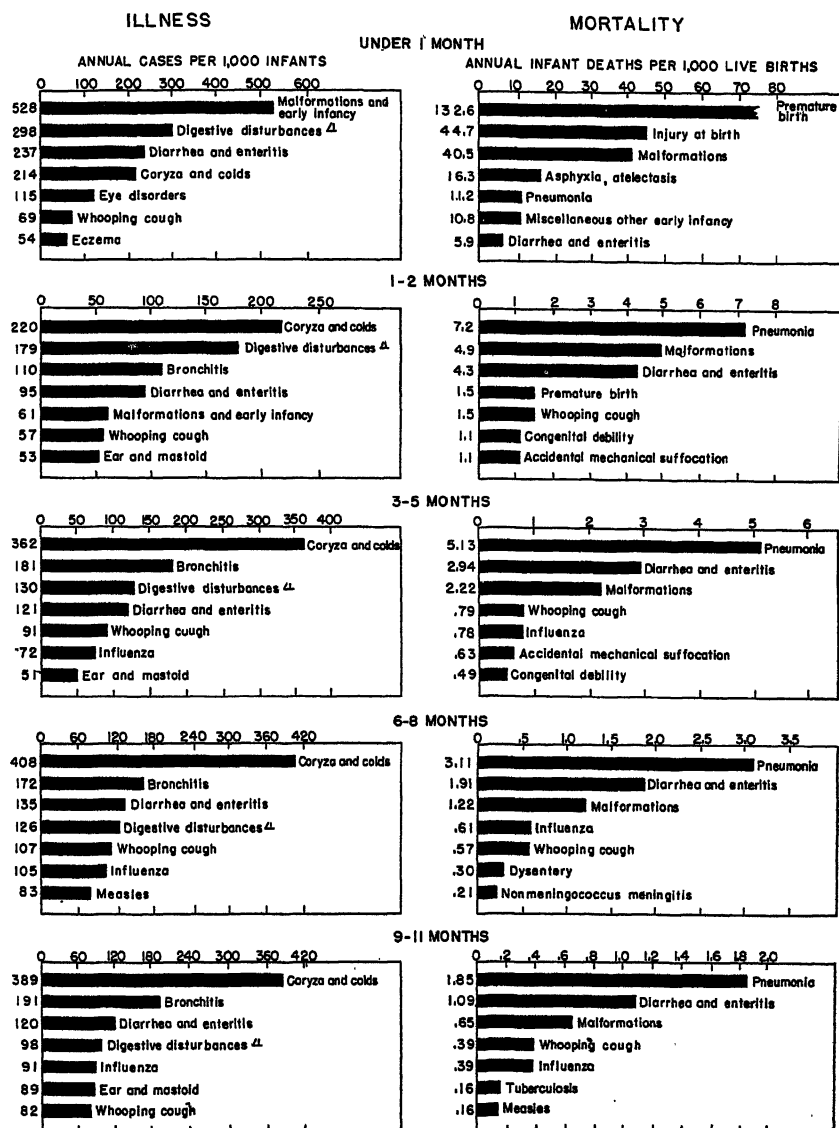 ILLNESS
MORTALITY
UNDER 1 MONTH
ANNUAL CASES PER 1,000 INFANTS
0 100 200 300 400 500 600
528 Malformations and early infancy
298 Digestive disturbances /1
237 Diarrhea and enteritis
214 Coryza and colds
115 Eye disorders
69 Whooping cough
54 Eczema
ANNUAL INFANT DEATHS PER 1,000 LIVE BIRTHS
0 10 20 30 40 50 60 70 80
132.6 Premature birth
44.7 Injury at birth
40.5 Malformations
16.3 Asphyxia, atelectasis
11.2 Pneumonia
10.8 Miscellaneous other early infancy
5.9 Diarrhea and enteritis
1-2 MONTHS
0 50 100 150 200 250
220 Coryza and colds
179 Digestive disturbances /1
110 Bronchitis
95 Diarrhea and enteritis
61 Malformations and early infancy
57 Whooping cough
53 Ear and mastoid
0 1 2 3 4 5 6 7 8
7.2 Pneumonia
4.9 Malformations
4.3 Diarrhea and enteritis
1.5 Premature birth
1.5 Whooping cough
1.1 Congenital debility
1.1 Accidental mechanical suffocation
3-5 MONTHS
0 50 100 150 200 250 300 350 400
362 Coryza and colds
181 Bronchitis
130 Digestive disturbances /1
121 Diarrhea and enteritis
91 Whooping cough
72 Influenza
51 Ear and mastoid
0 1 2 3 4 5 6
5.13 Pneumonia
2.94 Diarrhea and enteritis
2.22 Malformations
.79 Whooping cough
.78 Influenza
.63 Accidental mechanical suffocation
.49 Congenital debility
6-8 MONTHS
0 60 120 180 240 300 360 420
408 Coryza and colds
172 Bronchitis
135 Diarrhea and enteritis
126 Digestive disturbances /1
107 Whooping cough
105 Influenza
83 Measles
0 .5 1.0 1.5 2.0 2.5 3.0 3.5
3.11 Pneumonia
1.91 Diarrhea and enteritis
1.22 Malformations
.61 Influenza
.57 Whooping cough
.30 Dysentery
.21 Nonmeningococcus meningitis
9-11 MONTHS
0 60 120 180 240 300 360 420
389 Coryza and colds
191 Bronchitis
120 Diarrhea and enteritis
98 Digestive disturbances /1
91 Influenza
89 Ear and mastoid
82 Whooping cough
0 .2 .4 .6 .8 1.0 1.2 1.4 1.6 1.8 2.0
1.85 Pneumonia
1.09 Diarrhea and enteritis
.65 Malformations
.39 Whooping cough
.39 Influenza
.16 Tuberculosis
.16 Measles